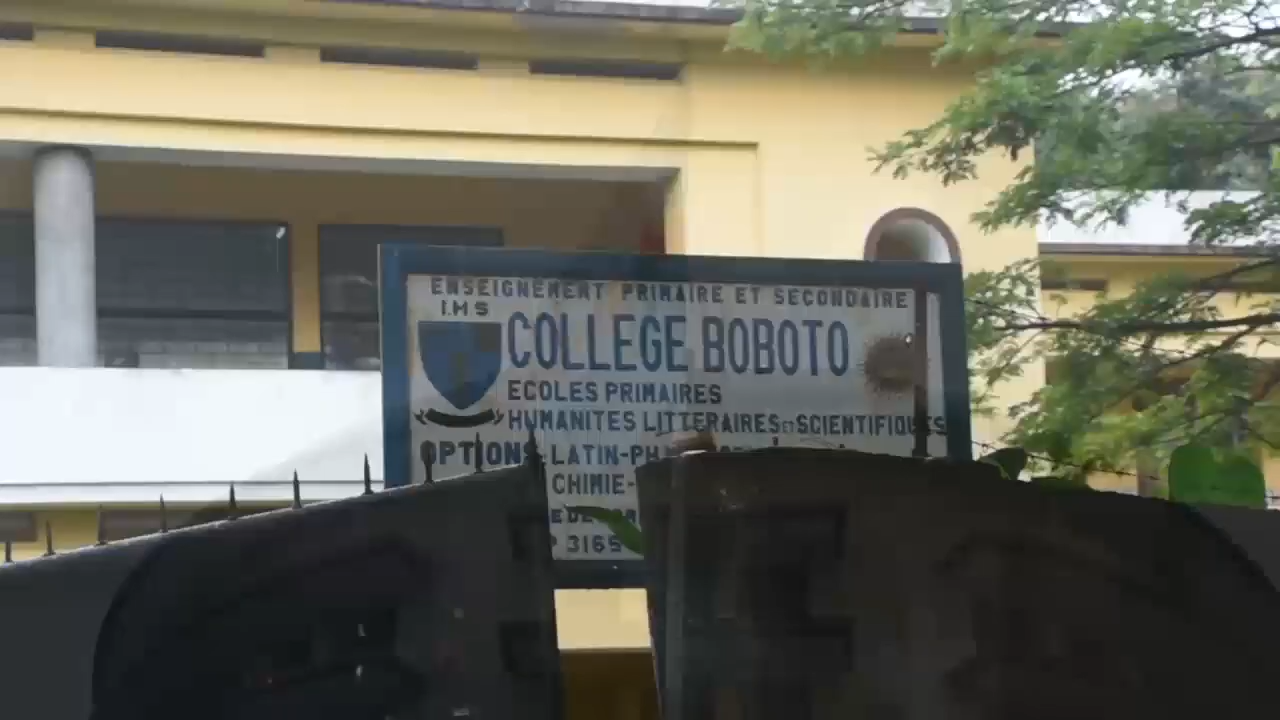 ENSEIGNEMENT PRIMAIRE ET SECONDAIRE
I.H S
COLLEGE BOBOTO
ECOLES PRIMAIRES
HUMANITES LITTERAIRES ET SCIENTIFIQUES
OPTIONS: LATIN-PH
CHIMIE-
P 3165